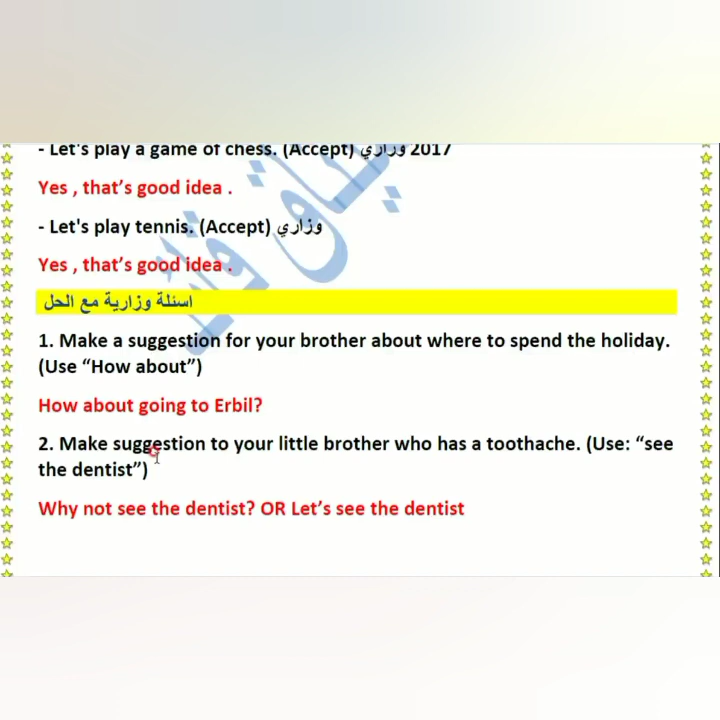 - Let's play a game of chess. (Accept) وزاري 2017
Yes , that's good idea .
- Let's play tennis. (Accept) وزاري
Yes , that's good idea .
اسئلة وزارية مع الحل
1. Make a suggestion for your brother about where to spend the holiday.
(Use “How about”)
How about going to Erbil?
2. Make suggestion to your little brother who has a toothache. (Use: “see
the dentist”)
Why not see the dentist? OR Let’s see the dentist